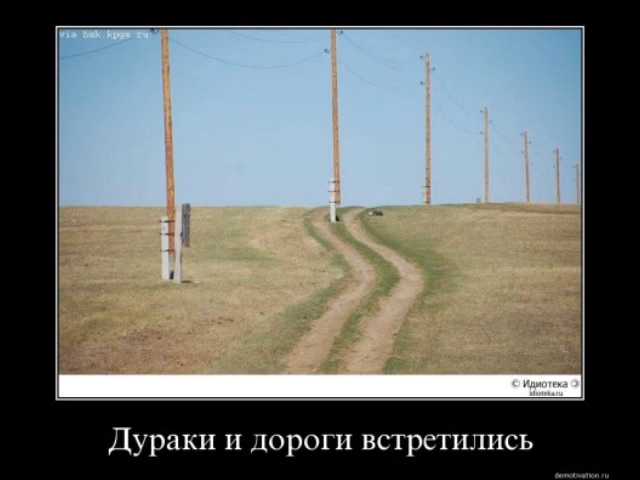 via bak.kpgs.ru
© Идиотека
idioteka.ru
Дураки и дороги встретились
demotivation.ru